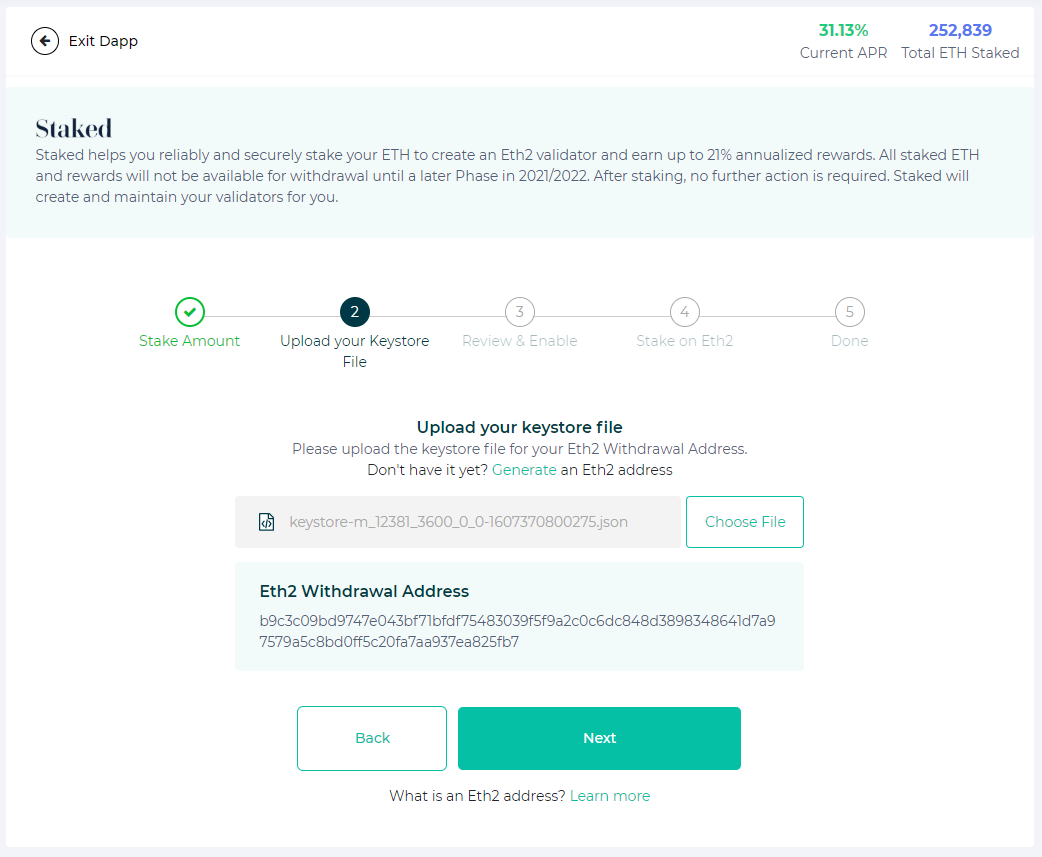 Exit Dapp
31.13%
Current APR
252,839
Total ETH Staked
Staked
Staked helps you reliably and securely stake your ETH to create an Eth2 validator and earn up to 21% annualized rewards. All staked ETH
and rewards will not be available for withdrawal until a later Phase in 2021/2022. After staking, no further action is required. Staked will
create and maintain your validators for you.
2
3
4
5
Stake Amount
Upload your Keystore
File
Review & Enable
Stake on Eth2
Done
Upload your keystore file
Please upload the keystore file for your Eth2 Withdrawal Address.
Don't have it yet? Generate an Eth2 address
keystore-m_12381_3600_0_0-1607370800275.json
Choose File
Eth2 Withdrawal Address
b9c3c09bd9747e043bf71bfdf75483039f5f9a2c0c6dc848d3898348641d7a9
7579a5c8bd0ff5c20fa7aa937ea825fb7
Back
Next
What is an Eth2 address? Learn more